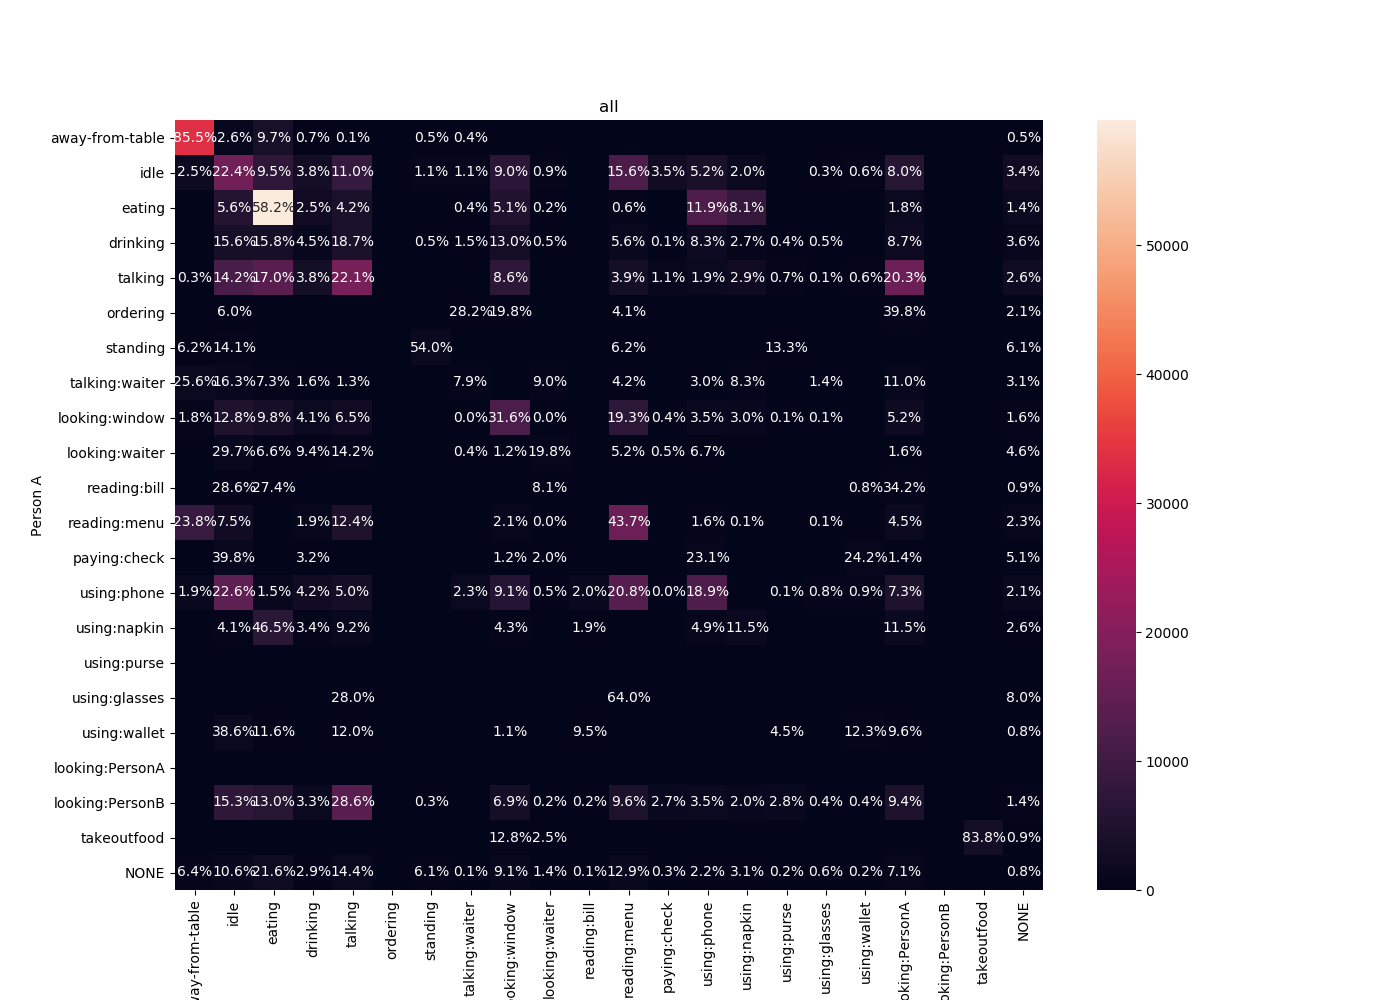 all
away-from-table 85.5% 2.6% 9.7% 0.7% 0.1% 0.5% 0.4% 0.5%
idle 2.5% 22.4% 9.5% 3.8% 11.0% 1.1% 1.1% 9.0% 0.9% 15.6% 3.5% 5.2% 2.0% 0.3% 0.6% 8.0% 3.4%
eating 5.6% 58.2% 2.5% 4.2% 0.4% 5.1% 0.2% 0.6% 11.9% 8.1% 1.8% 1.4%
drinking 15.6% 15.8% 4.5% 18.7% 0.5% 1.5% 13.0% 0.5% 5.6% 0.1% 8.3% 2.7% 0.4% 0.5% 8.7% 3.6%
talking 0.3% 14.2% 17.0% 3.8% 22.1% 8.6% 3.9% 1.1% 1.9% 2.9% 0.7% 0.1% 0.6% 20.3% 2.6%
ordering 6.0% 28.2% 19.8% 4.1% 39.8% 2.1%
standing 6.2% 14.1% 54.0% 6.2% 13.3% 6.1%
talking:waiter 25.6% 16.3% 7.3% 1.6% 1.3% 7.9% 9.0% 4.2% 3.0% 8.3% 1.4% 11.0% 3.1%
looking:window 1.8% 12.8% 9.8% 4.1% 6.5% 0.0% 31.6% 0.0% 19.3% 0.4% 3.5% 3.0% 0.1% 0.1% 5.2% 1.6%
looking:waiter 29.7% 6.6% 9.4% 14.2% 0.4% 1.2% 19.8% 5.2% 0.5% 6.7% 1.6% 4.6%
reading:bill 28.6% 27.4% 8.1% 0.8% 34.2% 0.9%
reading:menu 23.8% 7.5% 1.9% 12.4% 2.1% 0.0% 43.7% 1.6% 0.1% 0.1% 4.5% 2.3%
paying:check 39.8% 3.2% 1.2% 2.0% 23.1% 24.2% 1.4% 5.1%
using:phone 1.9% 22.6% 1.5% 4.2% 5.0% 2.3% 9.1% 0.5% 2.0% 20.8% 0.0% 18.9% 0.1% 0.8% 0.9% 7.3% 2.1%
using:napkin 4.1% 46.5% 3.4% 9.2% 4.3% 1.9% 4.9% 11.5% 11.5% 2.6%
using:purse
using:glasses 28.0% 64.0% 8.0%
using:wallet 38.6% 11.6% 12.0% 1.1% 9.5% 4.5% 12.3% 9.6% 0.8%
looking:PersonA
looking:PersonB 15.3% 13.0% 3.3% 28.6% 0.3% 6.9% 0.2% 0.2% 9.6% 2.7% 3.5% 2.0% 2.8% 0.4% 0.4% 9.4% 1.4%
takeoutfood 12.8% 2.5% 83.8% 0.9%
NONE 6.4% 10.6% 21.6% 2.9% 14.4% 6.1% 0.1% 9.1% 1.4% 0.1% 12.9% 0.3% 2.2% 3.1% 0.2% 0.6% 0.2% 7.1% 0.8%
Person A
way-from-table
idle
eating
drinking
talking
ordering
standing
talking:waiter
ooking:window
looking:waiter
reading:bill
reading:menu
paying:check
using:phone
using:napkin
using:purse
using:glasses
using:wallet
oking:PersonA
oking:PersonB
takeoutfood
NONE
50000
40000
30000
20000
10000
0